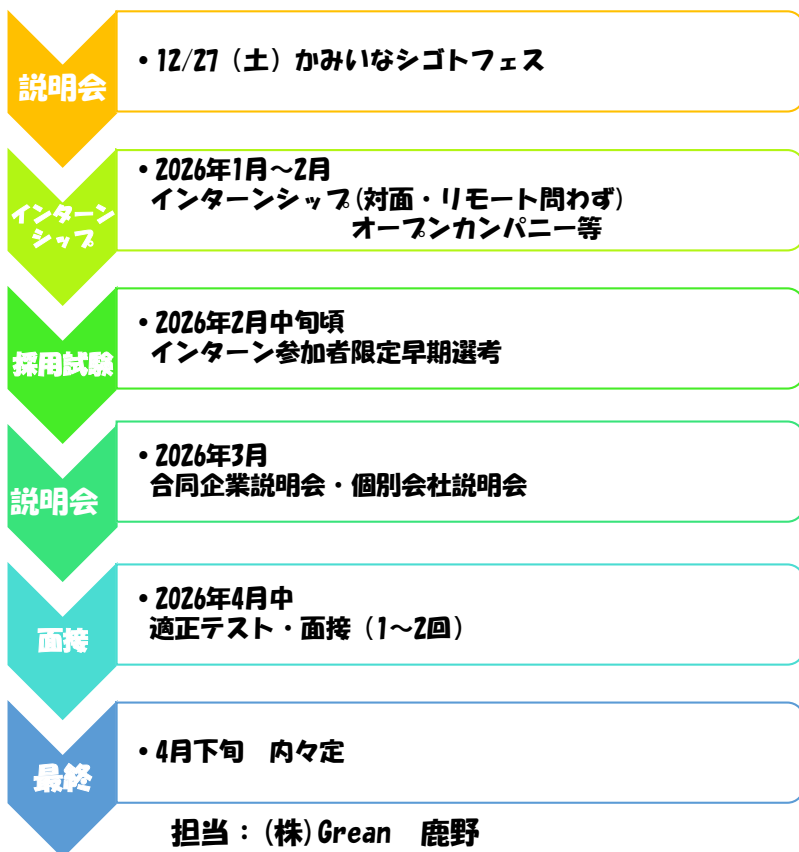 説明会
・12/27（土）かみいなシゴトフェス
インターン
シップ
・2026年1月～2月
インターンシップ(対面・リモート問わず)
オープンカンパニー等
採用試験
・2026年2月中旬頃
インターン参加者限定早期選考
説明会
・2026年3月
合同企業説明会・個別会社説明会
面接
・2026年4月中
適正テスト・面接（1～2回）
最終
・4月下旬　内々定
担当：(株)Grean　鹿野